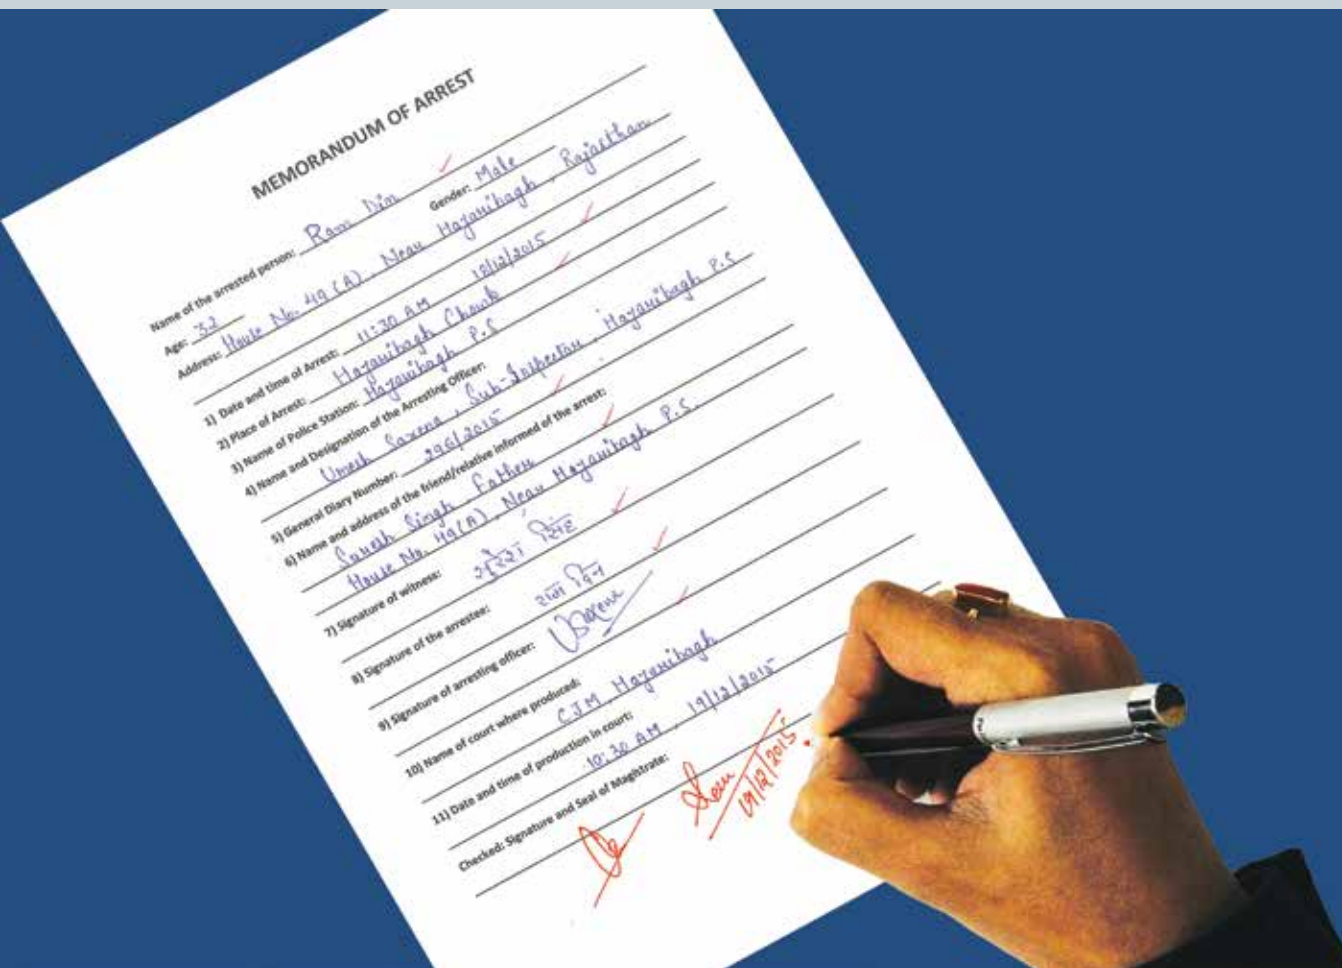 MEMORANDUM OF ARREST
Name of the arrested person: Ram Din
Age: 32 Gender: Male
Address: House No. 49 (A), Near Hazaribagh, Rajasthan
1) Date and time of Arrest: 11:30 AM 18/12/2015
2) Place of Arrest: Hazaribagh Chowk
3) Name of Police Station: Hazaribagh P.S
4) Name and Designation of the Arresting Officer:
Umesh Saxena, Sub-Inspector, Hazaribagh P.S
5) General Diary Number: 296/2015
6) Name and address of the friend/relative informed of the arrest:
Suresh Singh, Father
House No. 49(A), Near Hazaribagh P.S.
7) Signature of witness: सुरेश सिंह
8) Signature of the arrestee: राम दिन
9) Signature of arresting officer: USaxena
10) Name of court where produced:
CJM, Hazaribagh
11) Date and time of production in court:
10:30 AM, 19/12/2015
Checked: Signature and Seal of Magistrate:
19/12/2015